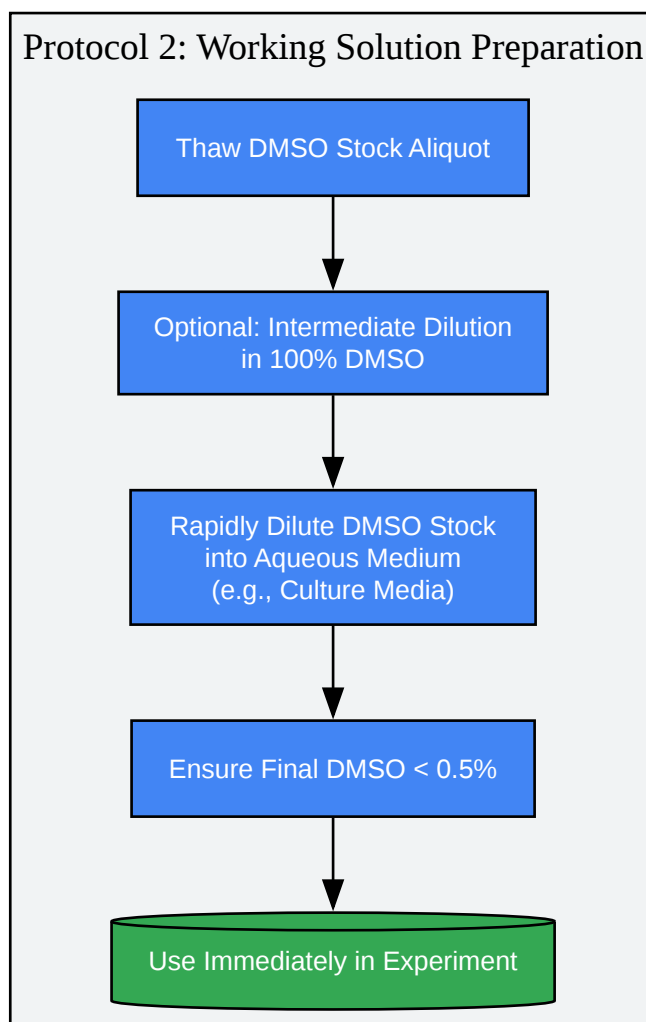 Protocol 2: Working Solution Preparation
Thaw DMSO Stock Aliquot
Optional: Intermediate Dilution
in 100% DMSO
Rapidly Dilute DMSO Stock
into Aqueous Medium
(e.g., Culture Media)
Ensure Final DMSO < 0.5%
Use Immediately in Experiment